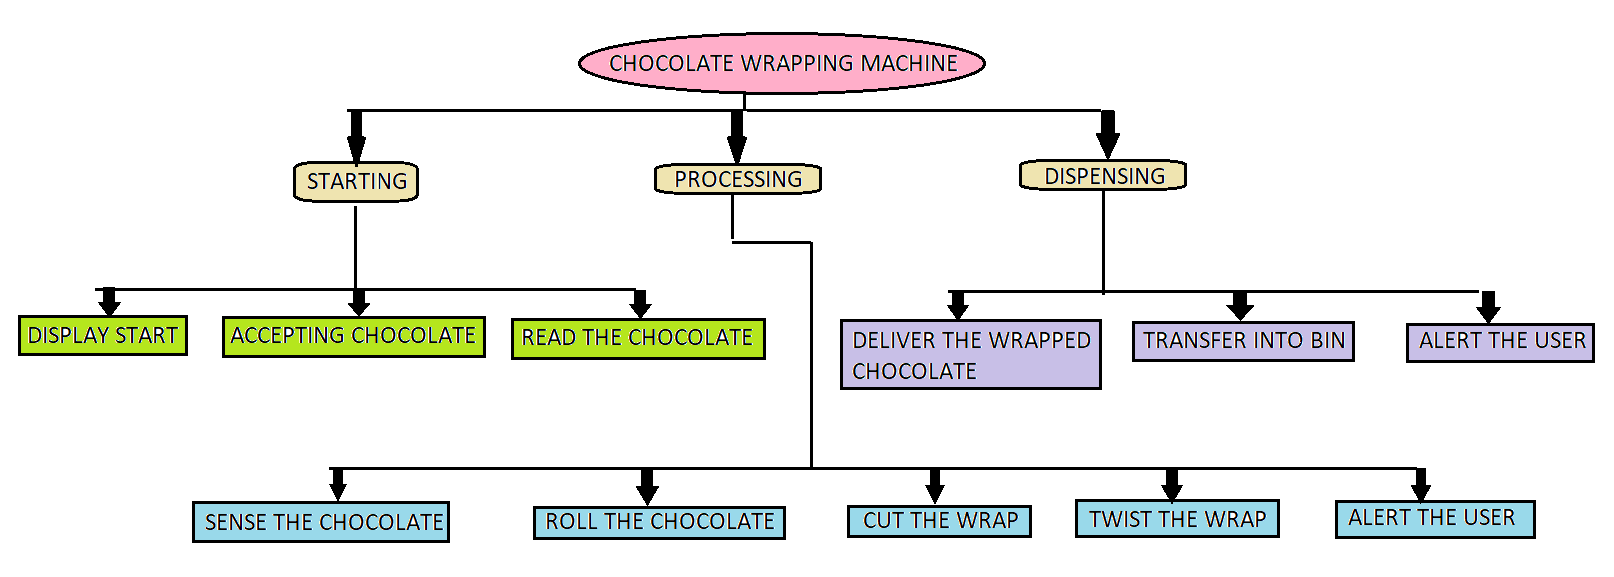 CHOCOLATE WRAPPING MACHINE
STARTING
PROCESSING
DISPENSING
DISPLAY START
ACCEPTING CHOCOLATE
READ THE CHOCOLATE
DELIVER THE WRAPPED
CHOCOLATE
TRANSFER INTO BIN
ALERT THE USER
SENSE THE CHOCOLATE
ROLL THE CHOCOLATE
CUT THE WRAP
TWIST THE WRAP
ALERT THE USER